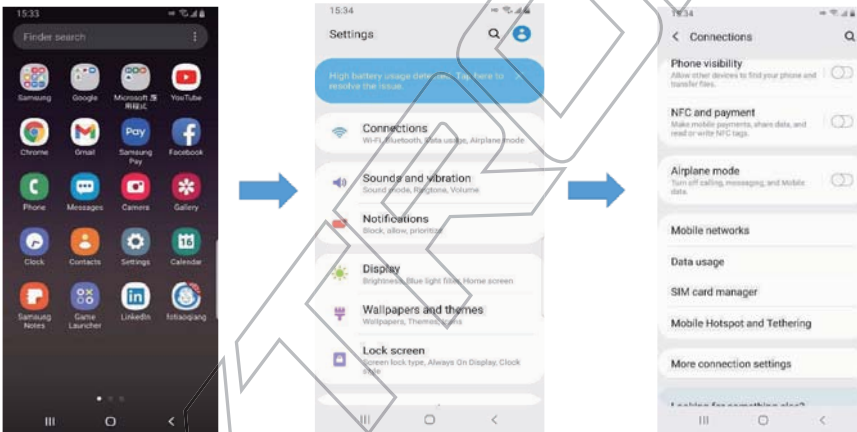 15:33
Finder search
Samsung
Google
Microsoft 應
用程式
YouTube
Chrome
Gmail
Pay
Samsung
Pay
Facebook
Phone
Messages
Camera
Gallery
Clock
Contacts
Settings
16
Calendar
Samsung
Notes
Game
Launcher
in
LinkedIn
15:34
Settings
High battery usage detected. Tap here to
resolve the issue.
Connections
Wi-Fi, Bluetooth, Data usage, Airplane mode
Sounds and vibration
Sound mode, Ringtone, Volume
Notifications
Block, allow, prioritize
Display
Brightness, Blue light filter, Home screen
Wallpapers and themes
Wallpapers, Themes, Icons
Lock screen
Screen lock type, Always On Display, Clock
style
15:34
Connections
Phone visibility
Allow other devices to find your phone and
transfer files.
NFC and payment
Make mobile payments, share data, and
read or write NFC tags.
Airplane mode
Turn off calling, messaging, and Mobile
data.
Mobile networks
Data usage
SIM card manager
Mobile Hotspot and Tethering
More connection settings
Looking for something else?